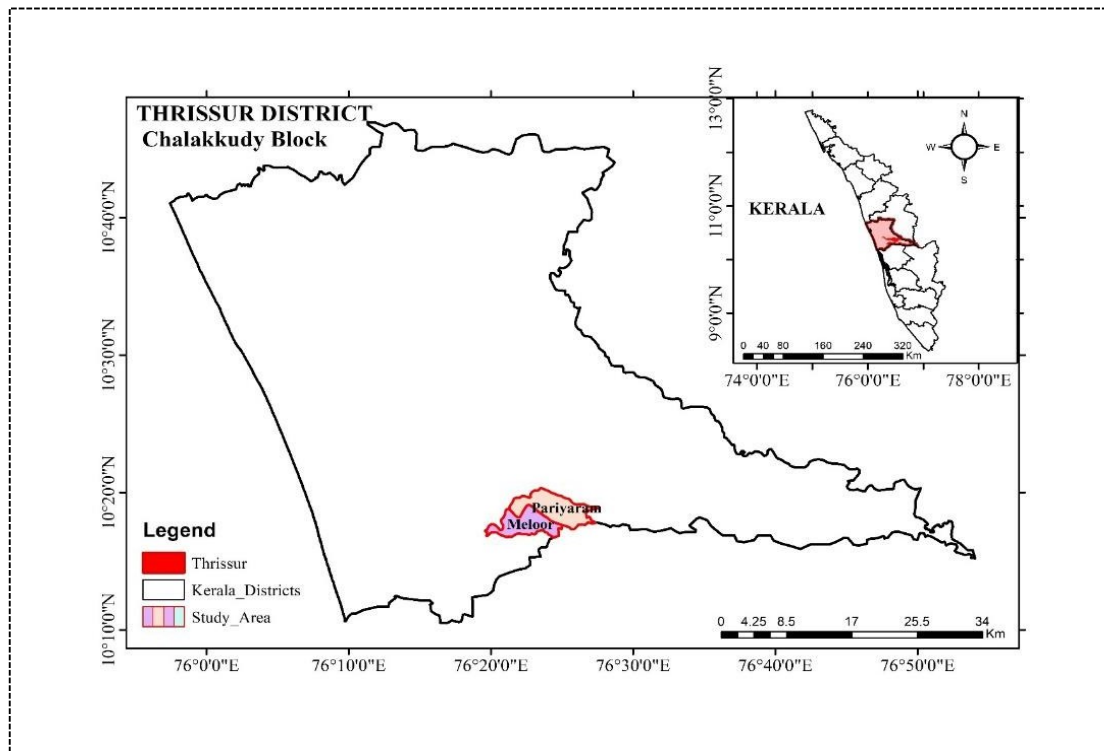 THRISSUR DISTRICT
Chalakkudy Block
10°40'0"N
10°30'0"N
10°20'0"N
10°10'0"N
Pariyaram
Meloor
Legend
Thrissur
Kerala_Districts
Study_Area
0 4.25 8.5 17 25.5 34
Km
76°0'0"E 76°10'0"E 76°20'0"E 76°30'0"E 76°40'0"E 76°50'0"E
13°0'0"N
11°0'0"N
9°0'0"N
N
W E
S
KERALA
0 40 80 160 240 320
Km
74°0'0"E 76°0'0"E 78°0'0"E